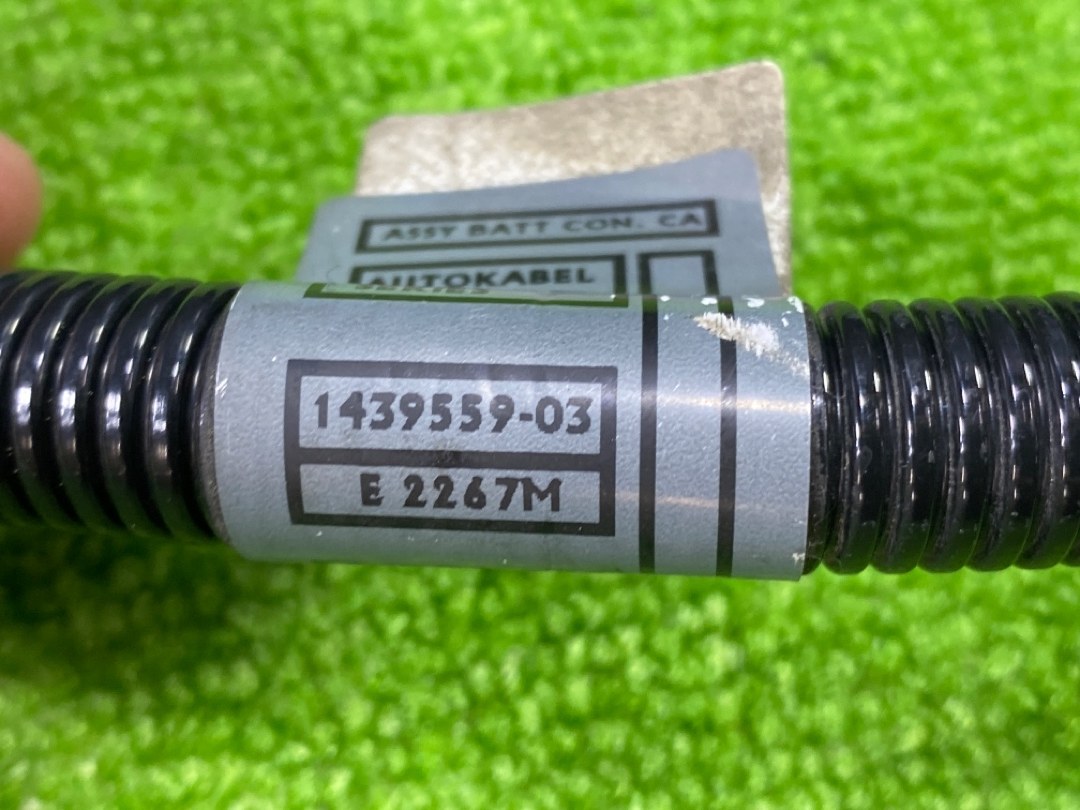 ASSY BATT CON. CA
AUTOKABEL
1439559-03
E 2267M